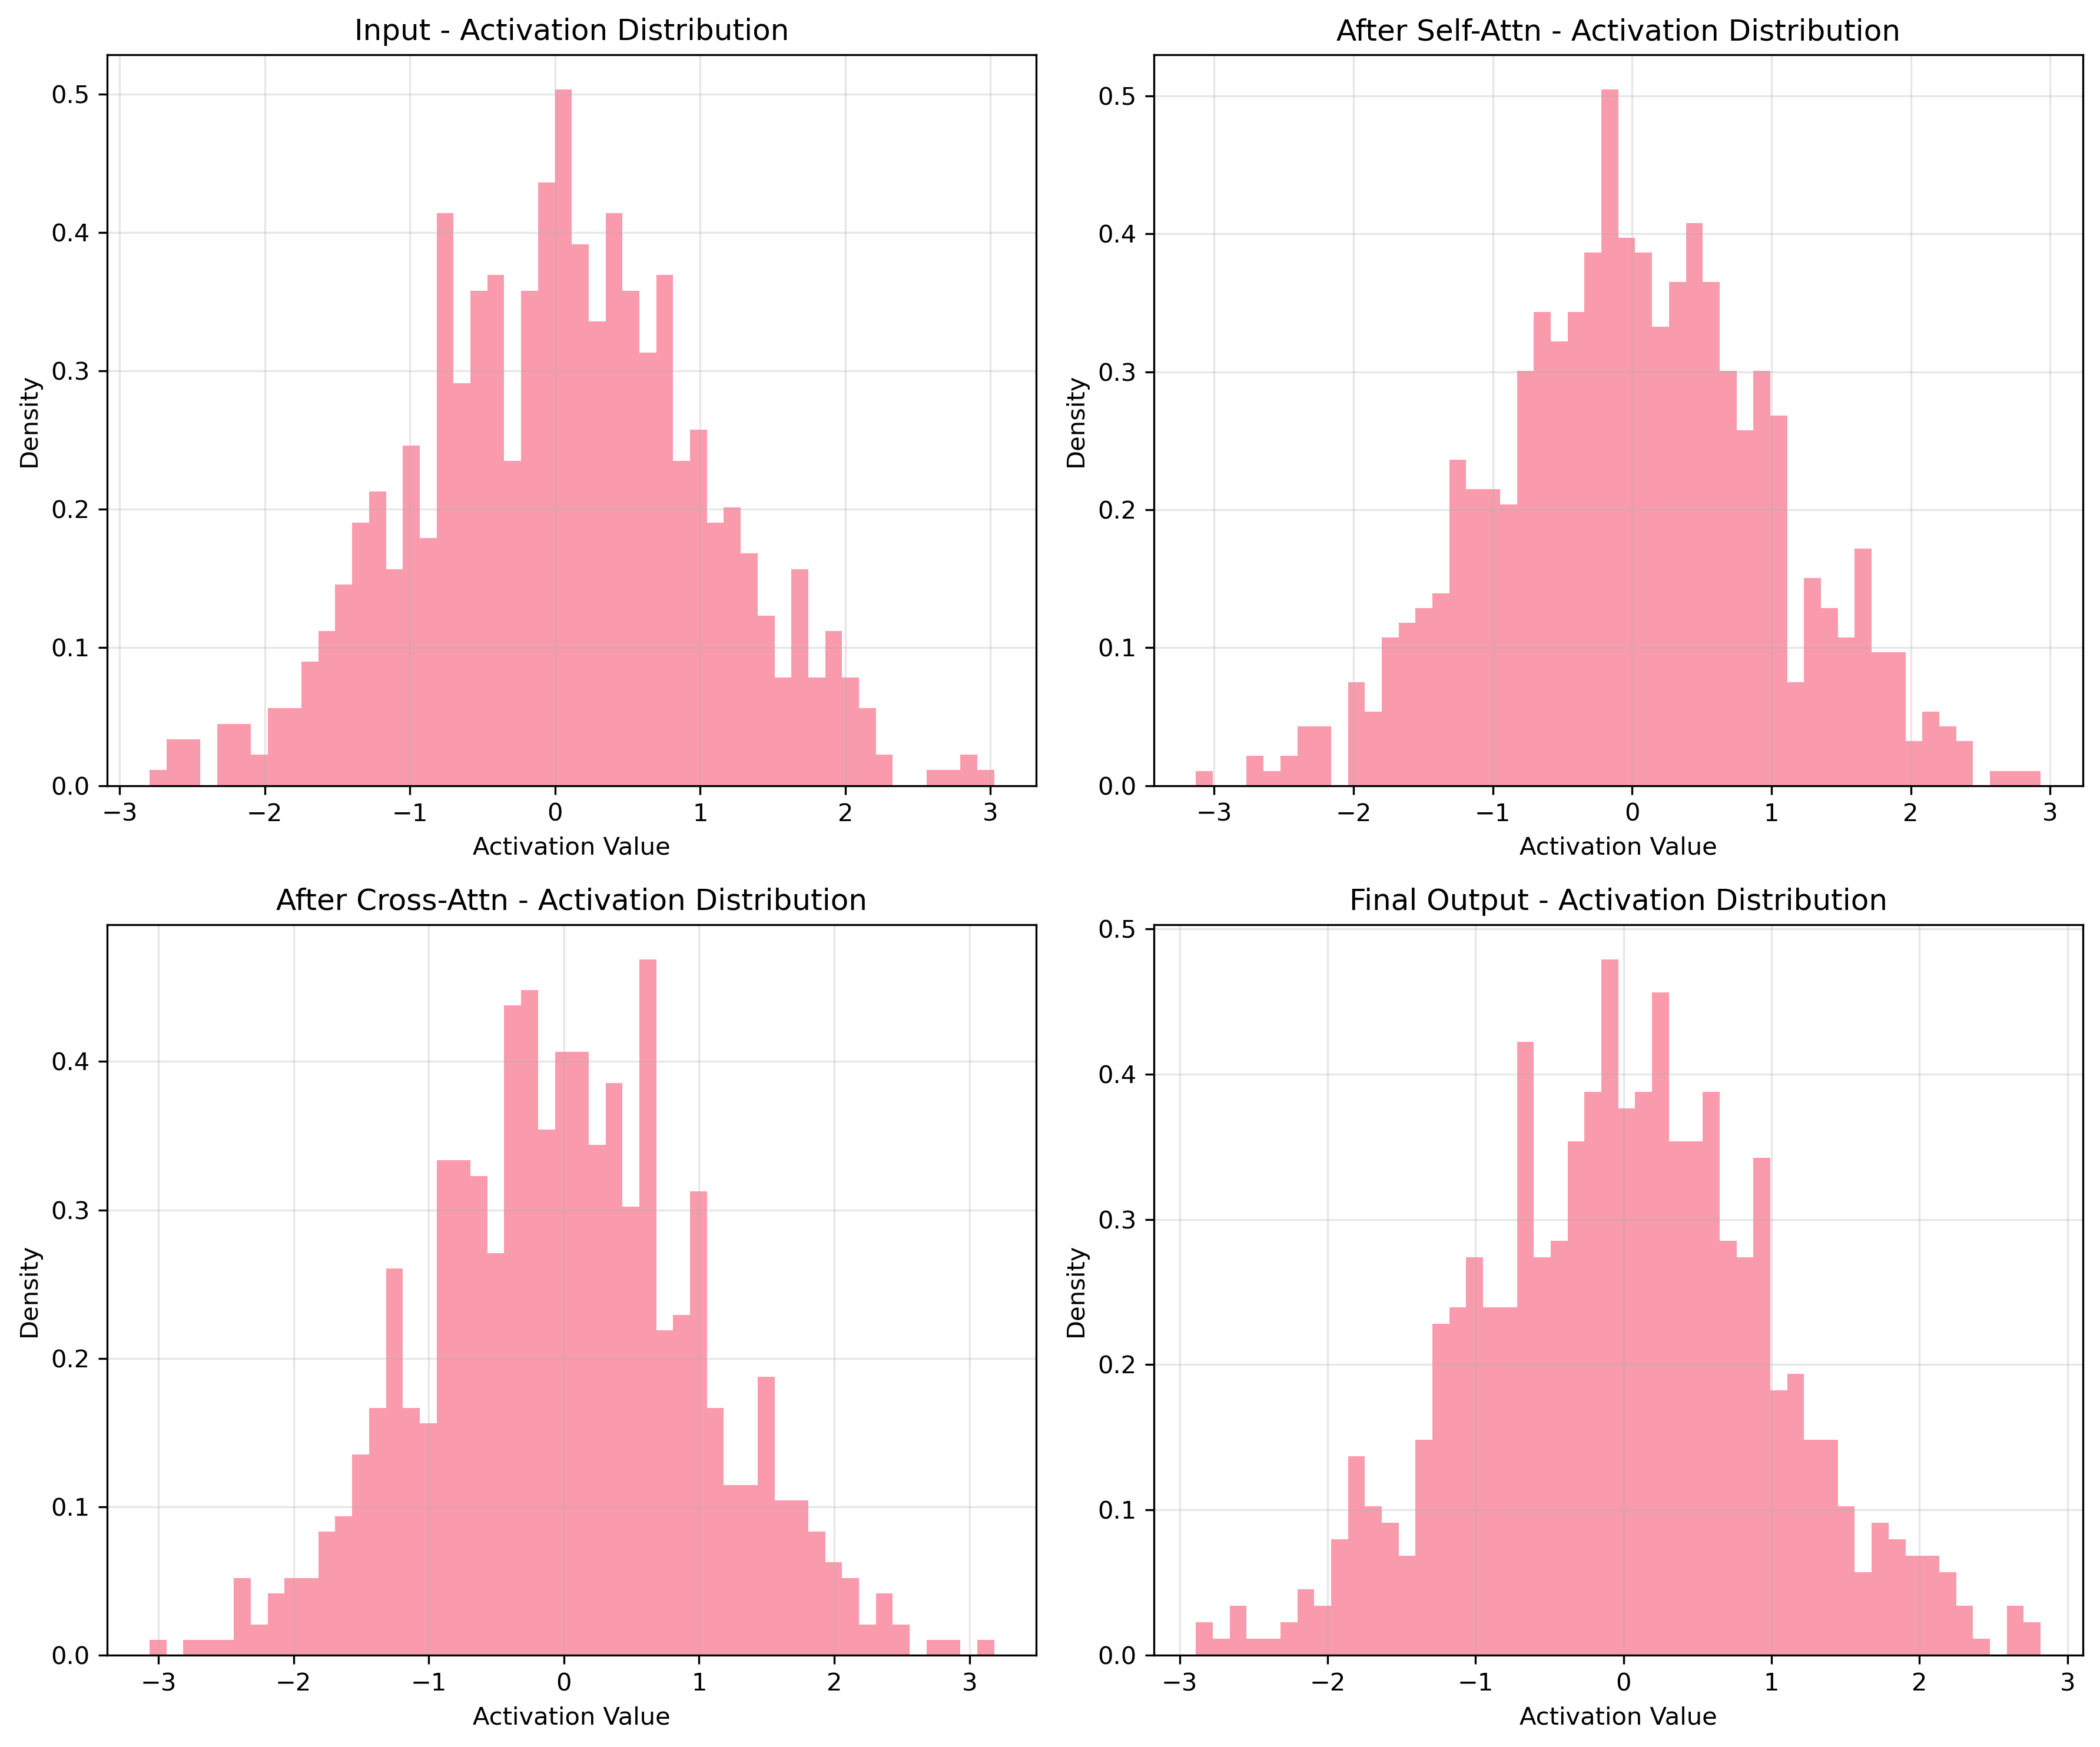 Input - Activation Distribution
0.5
0.4
0.3
0.2
0.1
0.0
Density
−3 −2 −1 0 1 2 3
Activation Value
After Self-Attn - Activation Distribution
0.5
0.4
0.3
0.2
0.1
0.0
Density
−3 −2 −1 0 1 2 3
Activation Value
After Cross-Attn - Activation Distribution
0.4
0.3
0.2
0.1
0.0
Density
−3 −2 −1 0 1 2 3
Activation Value
Final Output - Activation Distribution
0.5
0.4
0.3
0.2
0.1
0.0
Density
−3 −2 −1 0 1 2 3
Activation Value